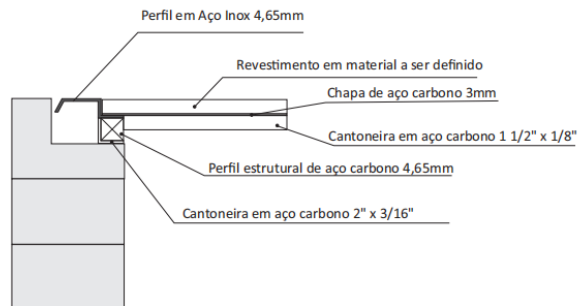 Perfil em Aço Inox 4,65mm
Revestimento em material a ser definido
Chapa de aço carbono 3mm
Cantoneira em aço carbono 1 1/2" x 1/8"
Perfil estrutural de aço carbono 4,65mm
Cantoneira em aço carbono 2" x 3/16"